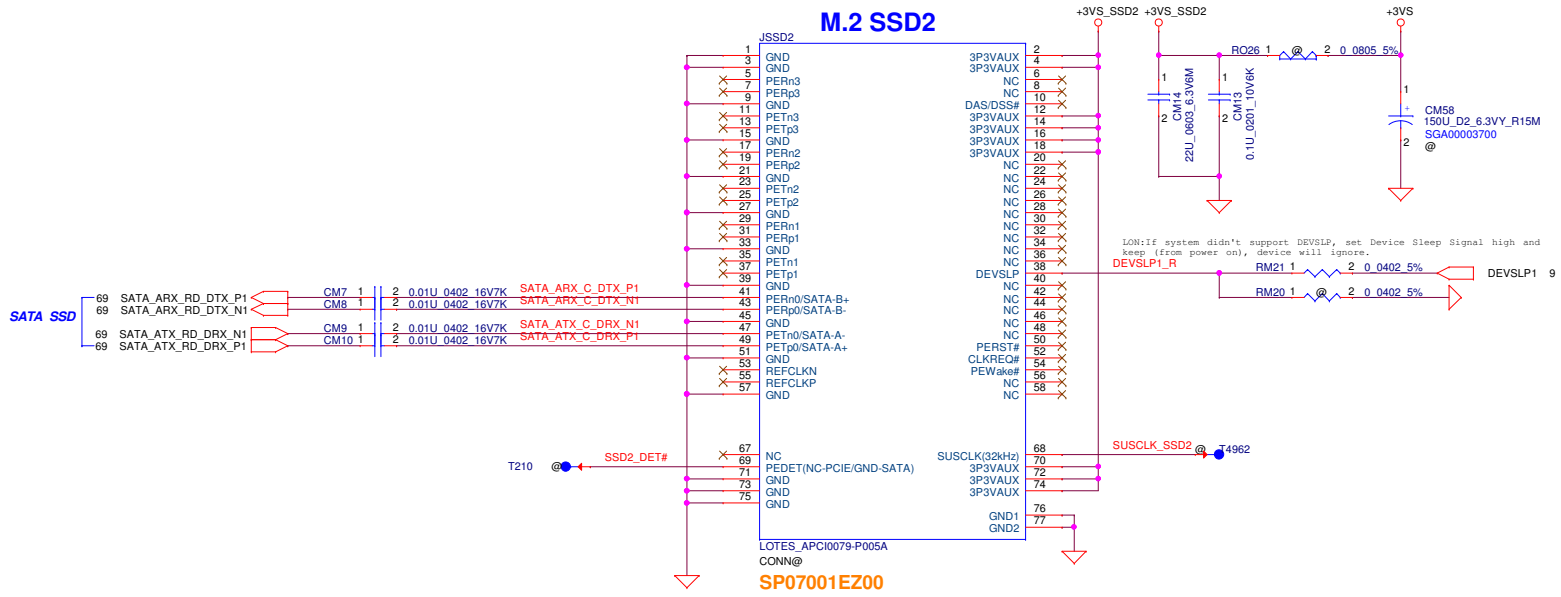 M.2 SSD2
+3VS_SSD2
+3VS_SSD2
+3VS
JSSD2
1 GND 3P3VAUX 2
3 GND 3P3VAUX 4
5 PERn3 NC 6
7 PERp3 NC 8
9 GND DAS/DSS# 10
11 PETn3 3P3VAUX 12
13 PETp3 3P3VAUX 14
15 GND 3P3VAUX 16
17 PERn2 3P3VAUX 18
19 PERp2 NC 20
21 GND NC 22
23 PETn2 NC 24
25 PETp2 NC 26
27 GND NC 28
29 PERn1 NC 30
31 PERp1 NC 32
33 GND NC 34
35 PETn1 NC 36
37 PETp1 DEVSLP 38
39 GND NC 40
41 PERn0/SATA-B+ NC 42
43 PERp0/SATA-B- NC 44
45 GND NC 46
47 PETn0/SATA-A- NC 48
49 PETp0/SATA-A+ PERST# 50
51 GND CLKREQ# 52
53 REFCLKN PEWake# 54
55 REFCLKP NC 56
57 GND NC 58
67 NC SUSCLK(32kHz) 68
69 PEDET(NC-PCIE/GND-SATA) 3P3VAUX 70
71 GND 3P3VAUX 72
73 GND 3P3VAUX 74
75 GND
GND1 76
GND2 77
LOTES_APCI0079-P005A
CONN@
SP07001EZ00
SATA SSD
69 SATA_ARX_RD_DTX_P1 CM7 1 2 0.01U_0402_16V7K SATA_ARX_C_DTX_P1
69 SATA_ARX_RD_DTX_N1 CM8 1 2 0.01U_0402_16V7K SATA_ARX_C_DTX_N1
69 SATA_ATX_RD_DRX_N1 CM9 1 2 0.01U_0402_16V7K SATA_ATX_C_DRX_N1
69 SATA_ATX_RD_DRX_P1 CM10 1 2 0.01U_0402_16V7K SATA_ATX_C_DRX_P1
T210 @ SSD2_DET#
RO26 1 @ 2 0_0805_5%
1 2 CM14
22U_0603_6.3V6M
1 2 CM13
0.1U_0201_10V6K
1
+
CM58
150U_D2_6.3VY_R15M
SGA00003700
2
@
LON:If system didn't support DEVSLP, set Device Sleep Signal high and
keep (from power on), device will ignore.
DEVSLP1_R RM21 1 2 0_0402_5% DEVSLP1 9
RM20 1 @ 2 0_0402_5%
SUSCLK_SSD2 @ T4962